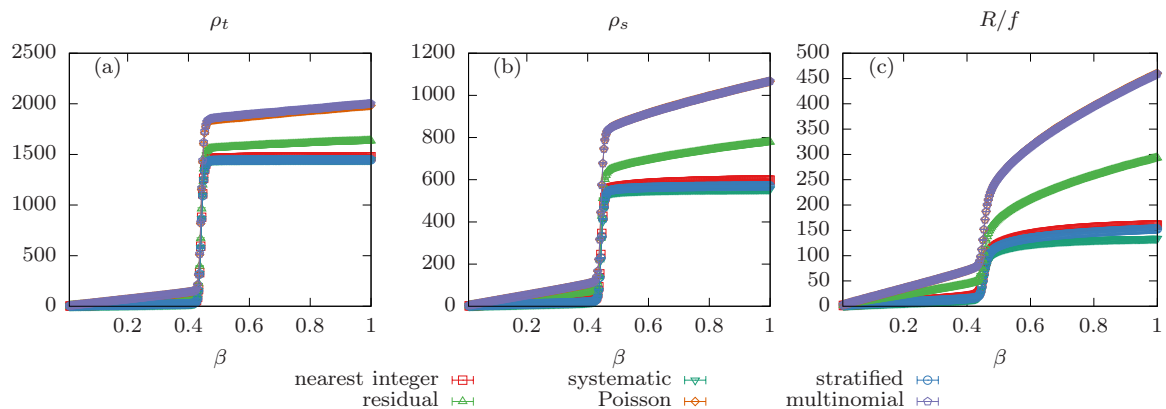 ρ_t ρ_s R/f
(a) (b) (c)
2500
2000
1500
1000
500
0
0.2 0.4 0.6 0.8 1
β
1200
1000
800
600
400
200
0
0.2 0.4 0.6 0.8 1
β
500
450
400
350
300
250
200
150
100
50
0
0.2 0.4 0.6 0.8 1
β
nearest integer systematic stratified
residual Poisson multinomial